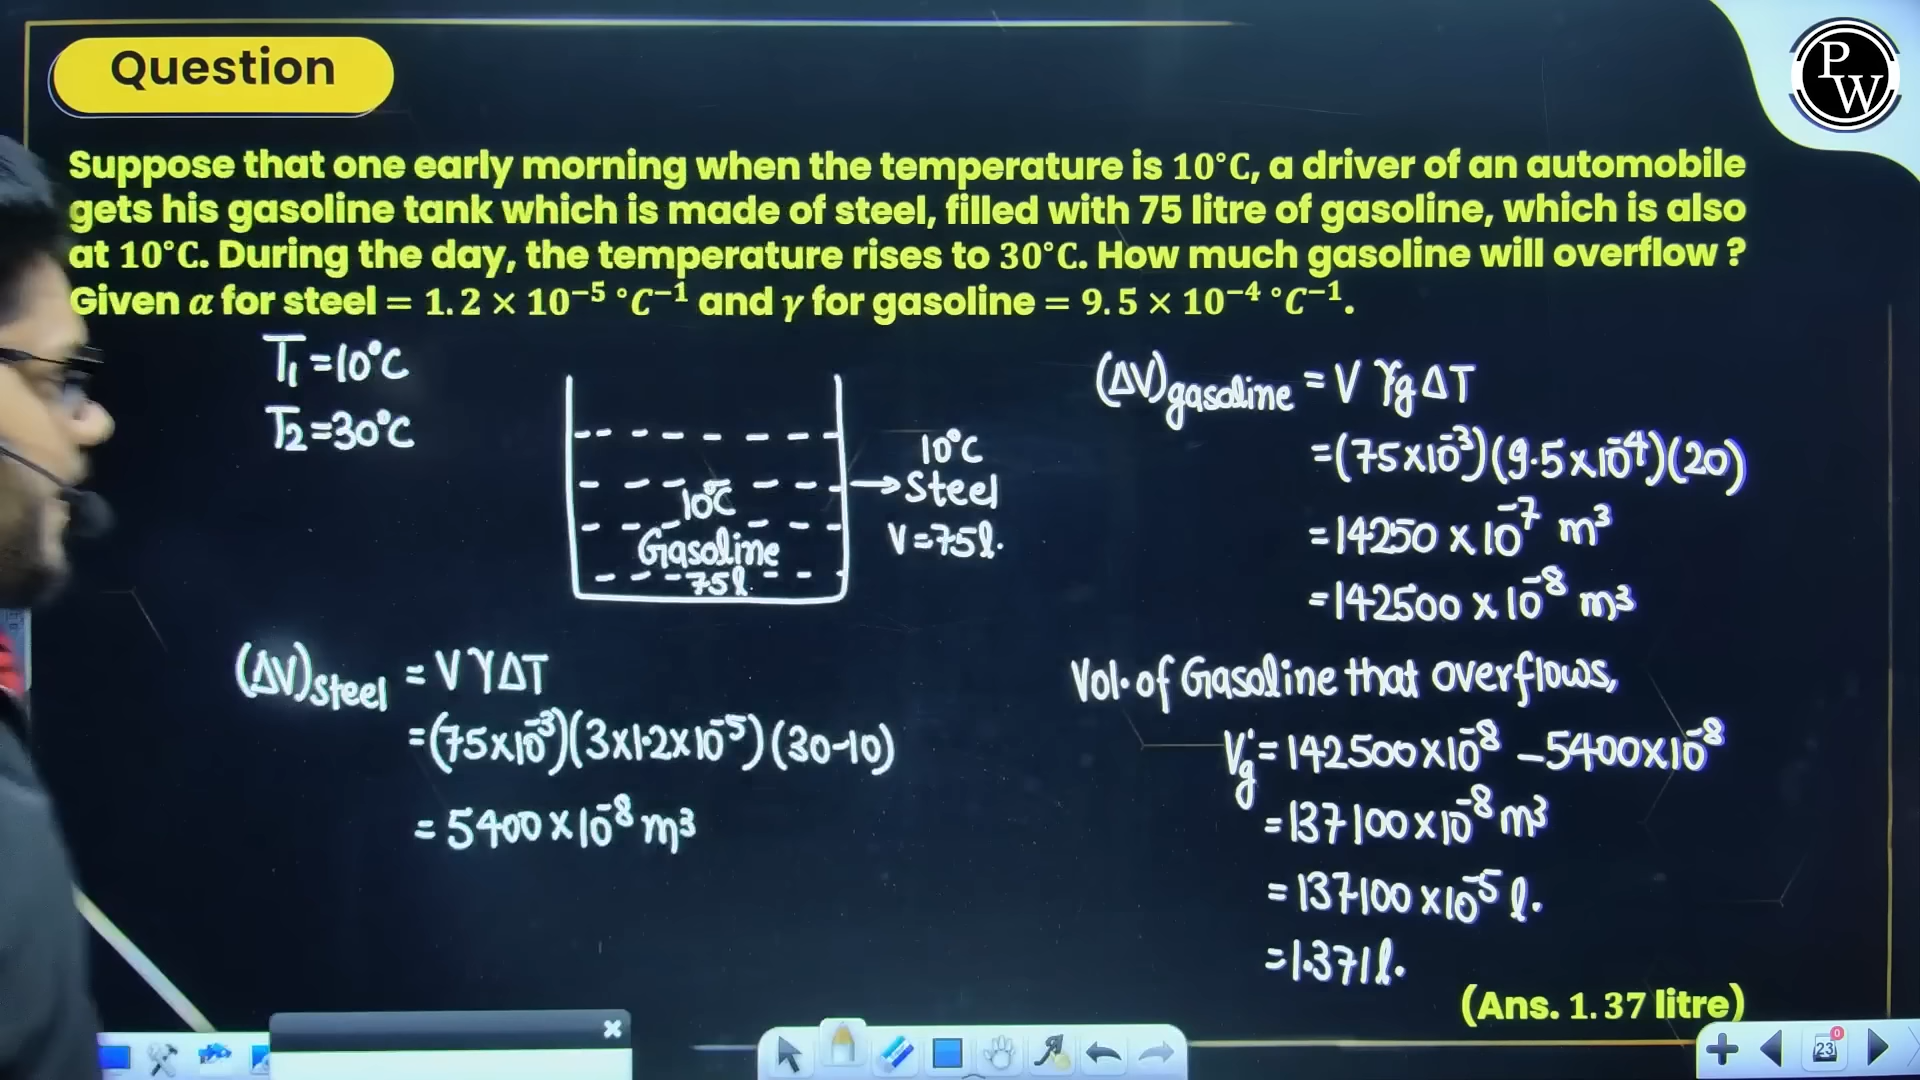 Question
PW
Suppose that one early morning when the temperature is 10°C, a driver of an automobile
gets his gasoline tank which is made of steel, filled with 75 litre of gasoline, which is also
at 10°C. During the day, the temperature rises to 30°C. How much gasoline will overflow ?
Given α for steel = 1.2 × 10⁻⁵ °C⁻¹ and γ for gasoline = 9.5 × 10⁻⁴ °C⁻¹.
T₁ = 10°C
T₂ = 30°C
10°C
Gasoline
75l.
10°C
Steel
V = 75l.
(ΔV)steel = V γ ΔT
= (75×10⁻³)(3×1.2×10⁻⁵)(30-10)
= 5400 × 10⁻⁸ m³
(ΔV)gasoline = V γg ΔT
= (75×10⁻³)(9.5×10⁻⁴)(20)
= 14250 × 10⁻⁷ m³
= 142500 × 10⁻⁸ m³
Vol. of Gasoline that overflows,
Vg' = 142500×10⁻⁸ – 5400×10⁻⁸
= 137100×10⁻⁸ m³
= 137100 ×10⁻⁵ l.
= 1.371 l.
(Ans. 1.37 litre)
23
0